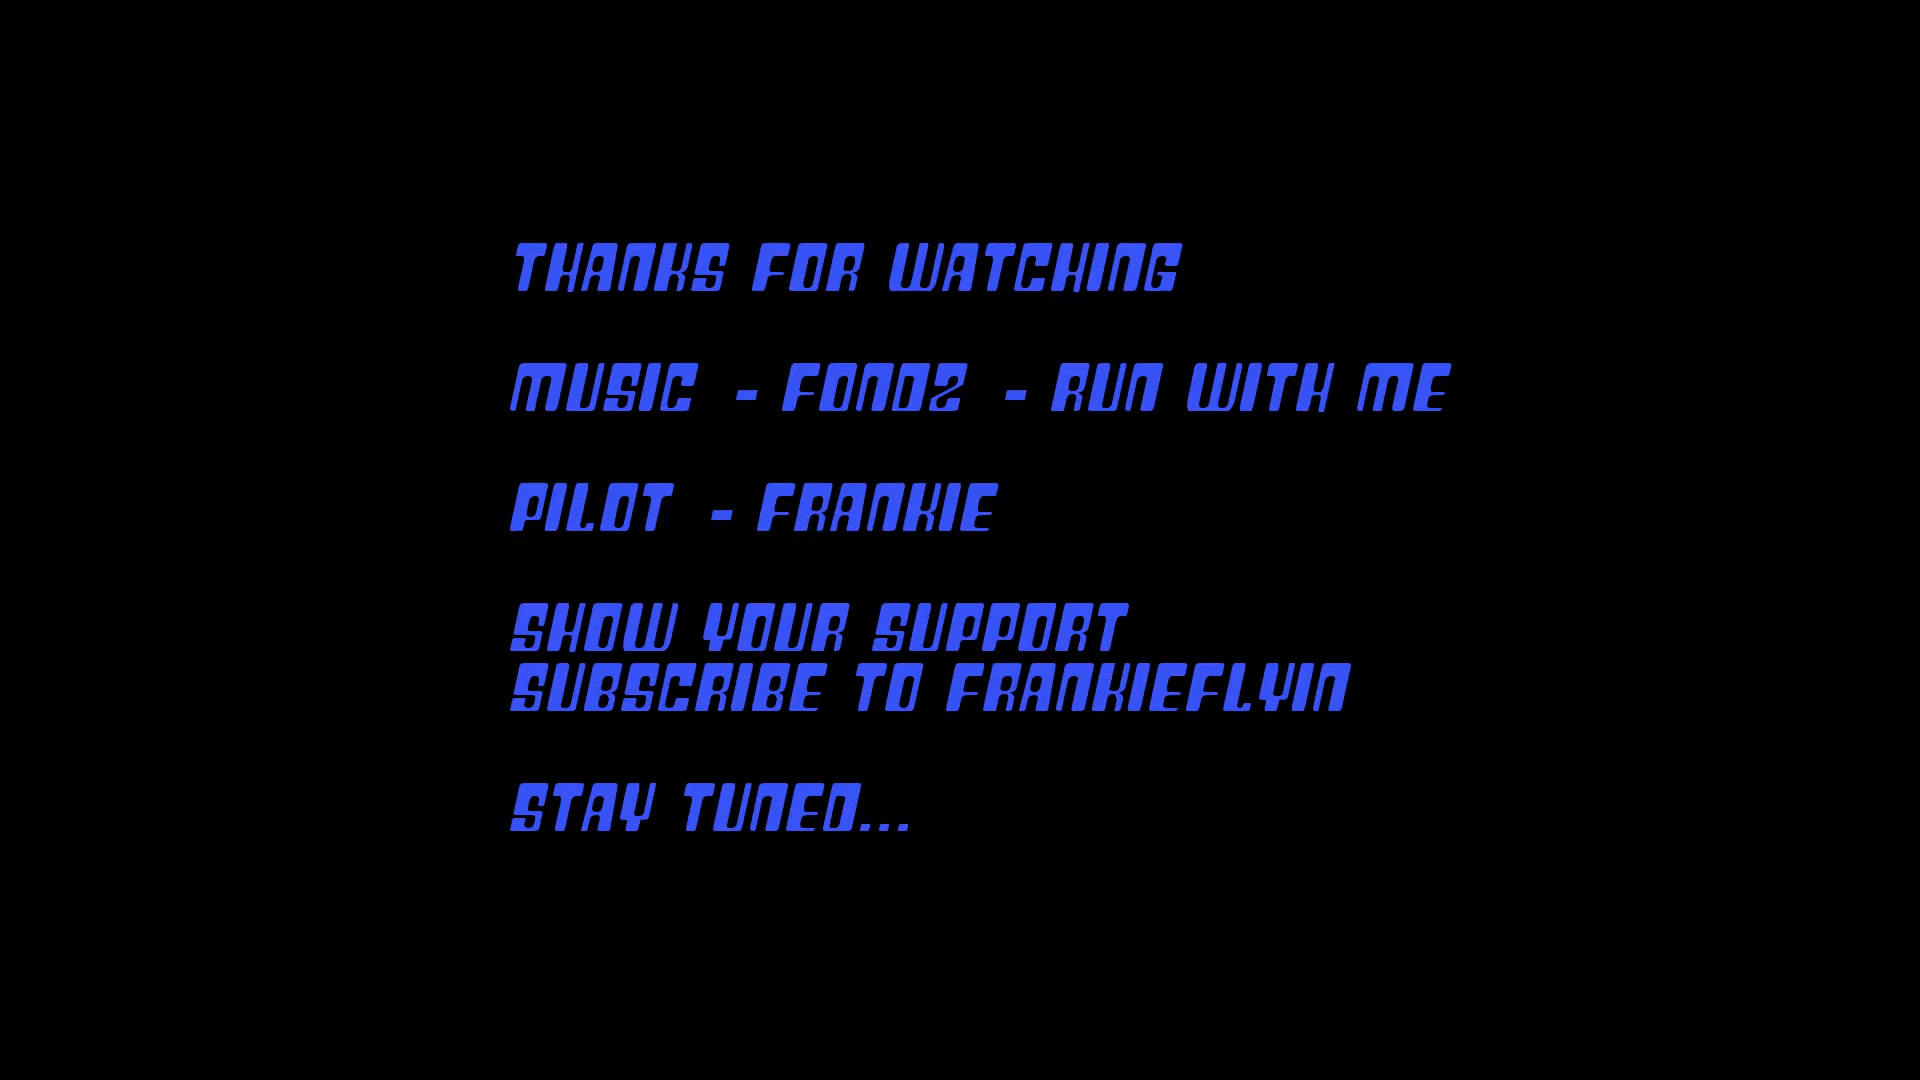 THANKS FOR WATCHING
MUSIC - FONDZ - RUN WITH ME
PILOT - FRANKIE
SHOW YOUR SUPPORT
SUBSCRIBE TO FRANKIEFLYIN
STAY TUNED...